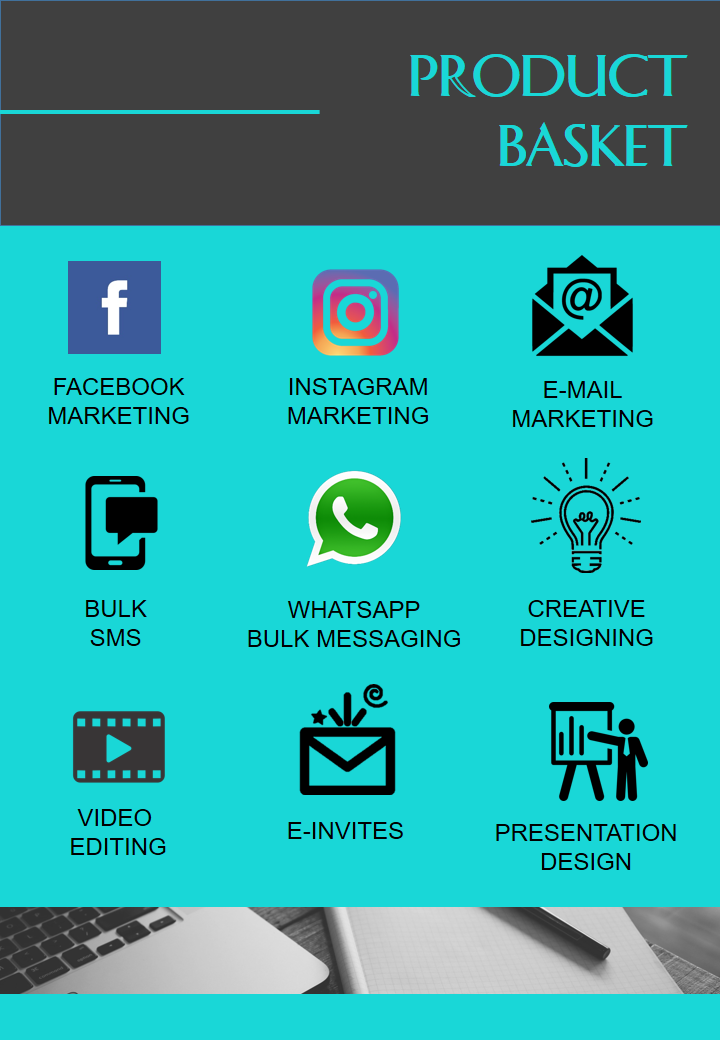 PRODUCT
BASKET
FACEBOOK
MARKETING
INSTAGRAM
MARKETING
E-MAIL
MARKETING
BULK
SMS
WHATSAPP
BULK MESSAGING
CREATIVE
DESIGNING
VIDEO
EDITING
E-INVITES
PRESENTATION
DESIGN